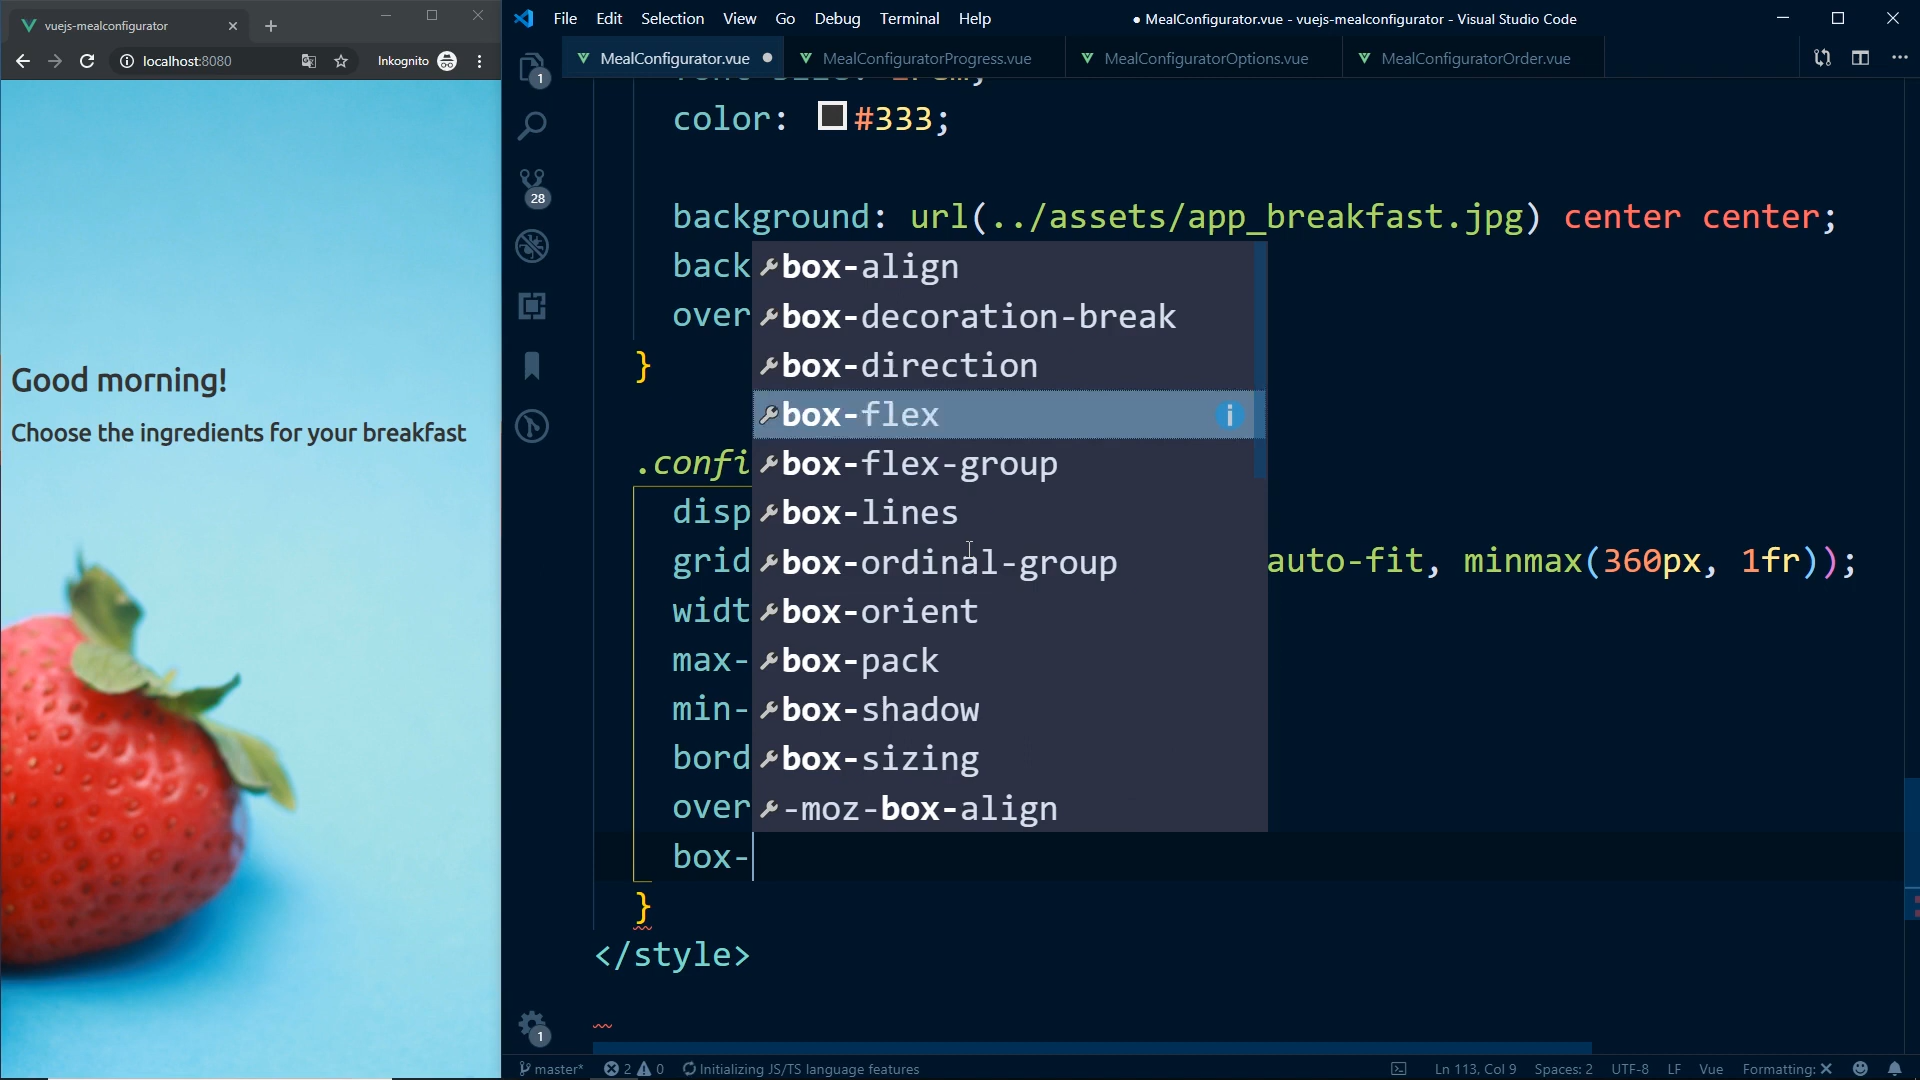 vuejs-mealconfigurator
localhost:8080
Inkognito
Good morning!
Choose the ingredients for your breakfast
File Edit Selection View Go Debug Terminal Help
● MealConfigurator.vue - vuejs-mealconfigurator - Visual Studio Code
MealConfigurator.vue
MealConfiguratorProgress.vue
MealConfiguratorOptions.vue
MealConfiguratorOrder.vue
1
28
1
color: #333;
background: url(../assets/app_breakfast.jpg) center center;
back
over
}
.confi
disp
grid auto-fit, minmax(360px, 1fr));
widt
max-
min-
bord
over
box-
}
</style>
box-align
box-decoration-break
box-direction
box-flex
box-flex-group
box-lines
box-ordinal-group
box-orient
box-pack
box-shadow
box-sizing
-moz-box-align
master* 2 0 Initializing JS/TS language features
Ln 113, Col 9 Spaces: 2 UTF-8 LF Vue Formatting: ✕